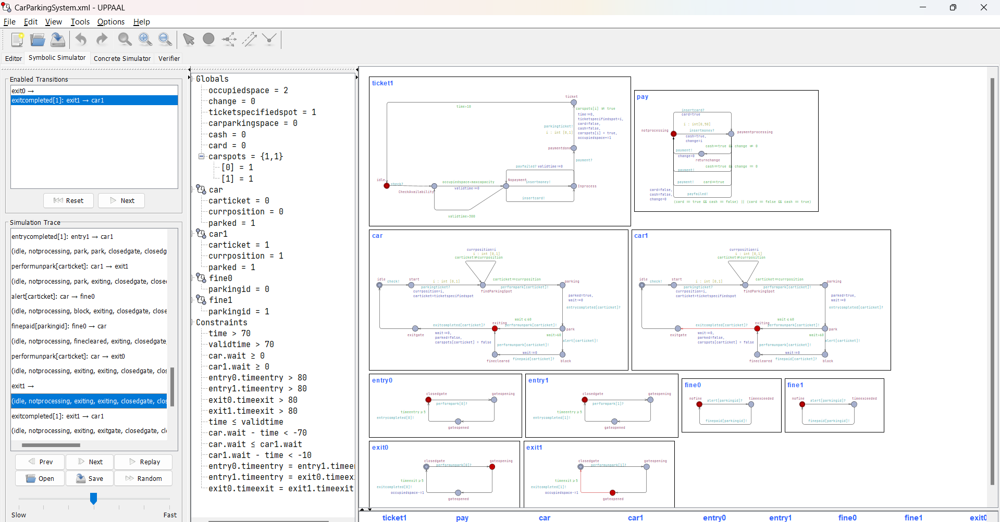 CarParkingSystem.xml - UPPAAL
File Edit View Tools Options Help
Editor Symbolic Simulator Concrete Simulator Verifier
Enabled Transitions
exit0 →
exitcompleted[1]: exit1 → car1
Reset Next
Simulation Trace
entrycompleted[1]: entry1 → car1
(idle, notprocessing, park, park, closedgate, closedg
performunpark[carticket]: car1 → exit1
(idle, notprocessing, park, exiting, closedgate, close
alert[carticket]: car → fine0
(idle, notprocessing, block, exiting, closedgate, close
finepaid[parkingid]: fine0 → car
(idle, notprocessing, finecleared, exiting, closedgate,
performunpark[carticket]: car → exit0
(idle, notprocessing, exiting, exiting, closedgate, clos
exit1 →
(idle, notprocessing, exiting, exiting, closedgate, clos
exitcompleted[1]: exit1 → car1
(idle, notprocessing, exiting, exitgate, closedgate, cl
Prev Next Replay
Open Save Random
Slow Fast
Globals
occupiedspace = 2
change = 0
ticketspecifiedspot = 1
carparkingspace = 0
cash = 0
card = 0
carspots = {1,1}
[0] = 1
[1] = 1
car
carticket = 0
currposition = 0
parked = 1
car1
carticket = 1
currposition = 1
parked = 1
fine0
parkingid = 0
fine1
parkingid = 1
Constraints
time > 70
validtime > 70
car.wait ≥ 0
car1.wait ≥ 0
entry0.timeentry > 80
entry1.timeentry > 80
exit0.timeexit > 80
exit1.timeexit > 80
time ≤ validtime
car.wait - time < -70
car.wait ≤ car1.wait
car1.wait - time < -10
entry0.timeentry = entry1.timeen
entry1.timeentry = exit0.timeex
exit0.timeexit = exit1.timeexit
ticket1
ticket
time>10
carspots[i] ≠ true
time:=0,
ticketspecifiedspot=i,
card=false,
cash=false,
carspots[i] = true,
occupiedspace+=1
parkingticket!
i : int [0,1]
paymentdone
payment?
payfailed? validtime:=0
idle
check?
CheckAvailability
occupiedspace<maxcapacity
validtime:=0
Nopayment
insertmoney!
Inprocess
insertcard!
validtime>300
pay
insertcard?
card=true
i : int[0,50]
notprocessing
insertmoney?
paymentprocessing
cash=true,
change=i
cash==true && change ≠ 0
payment!
change=0
returnchange
cash==true && change == 0
payment!
payment! card==true
card=false,
cash=false,
change=0
payfailed!
(card == true && cash == false) || (card == false && cash == true)
car
currposition=i
i : int [0,1]
carticket≠currposition
idle
check!
start
i : int [0,1]
parkingticket?
currposition=i,
carticket=ticketspecifiedspot
findParkingSpot
carticket==currposition
performpark[carticket]!
parking
parked=true,
wait:=0
entrycompleted[carticket]?
wait≤60
exiting
performunpark[carticket]!
exitcompleted[carticket]?
exitgate
wait:=0,
parked=false,
carspots[carticket] = false
park
wait>60
alert[carticket]!
performunpark[carticket]!
wait:=0
finecleared
finepaid[carticket]?
block
car1
currposition=i
i : int [0,1]
carticket≠currposition
idle
check!
start
i : int [0,1]
parkingticket?
currposition=i,
carticket=ticketspecifiedspot
findParkingSpot
carticket==currposition
performpark[carticket]!
parking
parked=true,
wait:=0
entrycompleted[carticket]?
wait≤60
exiting
performunpark[carticket]!
exitcompleted[carticket]?
exitgate
wait:=0,
parked=false,
carspots[carticket] = false
park
wait>60
alert[carticket]!
performunpark[carticket]!
wait:=0
finecleared
finepaid[carticket]?
block
entry0
closedgate
gateopening
performpark[0]?
timeentry≥5
entrycompleted[0]!
gateopened
entry1
closedgate
gateopening
performpark[1]?
timeentry≥5
entrycompleted[1]!
gateopened
fine0
nofine
alert[parkingid]?
timeexceeded
finepaid[parkingid]!
fine1
nofine
alert[parkingid]?
timeexceeded
finepaid[parkingid]!
exit0
closedgate
gateopening
performunpark[0]?
timeexit≥5
exitcompleted[0]!
occupiedspace-=1
gateopened
exit1
closedgate
gateopening
performunpark[1]?
timeexit≥5
exitcompleted[1]!
occupiedspace-=1
gateopened
ticket1 pay car car1 entry0 entry1 fine0 fine1 exit0